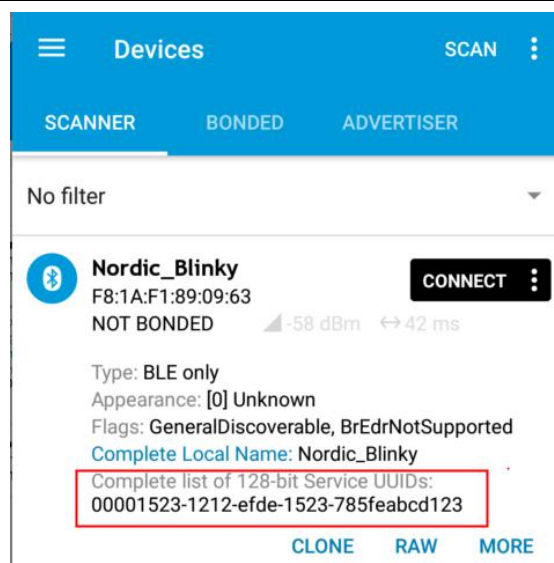 Devices
SCAN
SCANNER BONDED ADVERTISER
No filter
Nordic_Blinky
CONNECT
F8:1A:F1:89:09:63
NOT BONDED -58 dBm ↔ 42 ms
Type: BLE only
Appearance: [0] Unknown
Flags: GeneralDiscoverable, BrEdrNotSupported
Complete Local Name: Nordic_Blinky
Complete list of 128-bit Service UUIDs:
00001523-1212-efde-1523-785feabcd123
CLONE RAW MORE